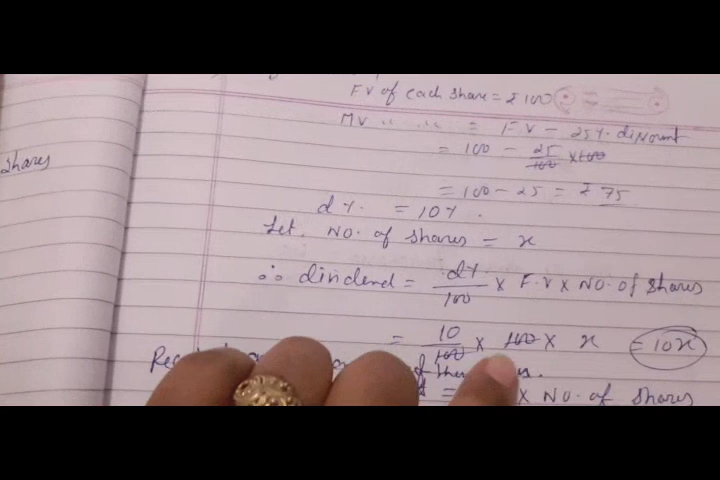 F.V of each share = ₹100
MV " " = F V - 25% discount
shares
= 100 - 25/100 × 100
= 100 - 25 = ₹ 75
d%. = 10%.
Let. No. of shares = x
∴ dividend = d%/100 × F.V × No. of shares
= 10/100 × 100 × x = 10x
= × No. of shares